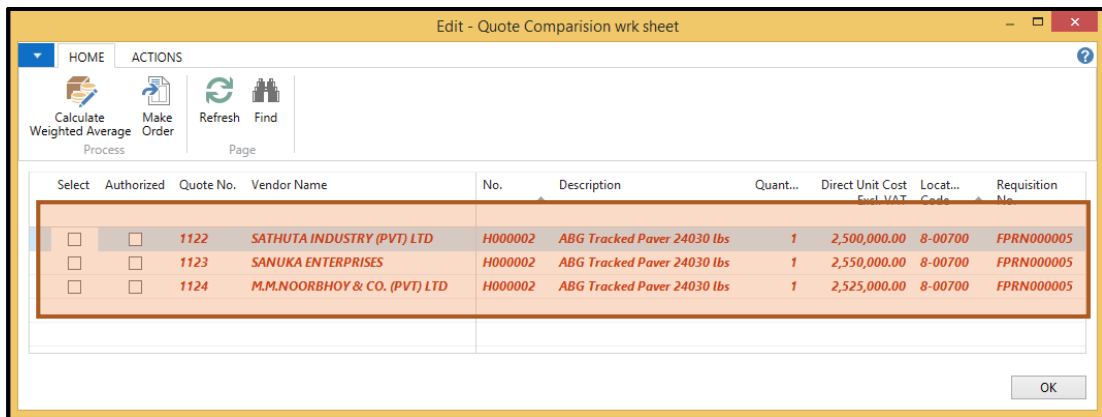 Edit - Quote Comparision wrk sheet
HOME ACTIONS
Calculate Weighted Average Make Order Refresh Find
Process Page
Select Authorized Quote No. Vendor Name No. Description Quant... Direct Unit Cost Excl. VAT Locat... Code Requisition No.
1122 SATHUTA INDUSTRY (PVT) LTD H000002 ABG Tracked Paver 24030 lbs 1 2,500,000.00 8-00700 FPRN000005
1123 SANUKA ENTERPRISES H000002 ABG Tracked Paver 24030 lbs 1 2,550,000.00 8-00700 FPRN000005
1124 M.M.NOORBHOY & CO. (PVT) LTD H000002 ABG Tracked Paver 24030 lbs 1 2,525,000.00 8-00700 FPRN000005
OK